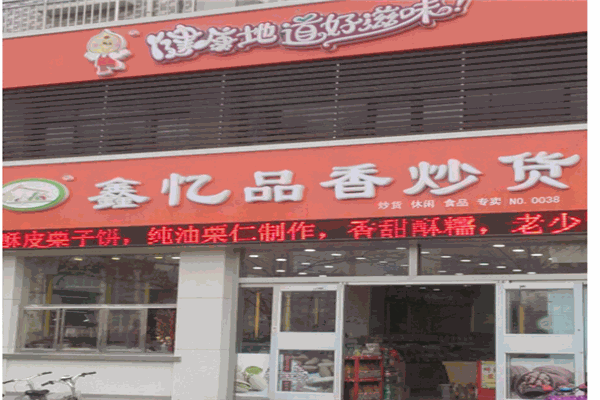 健康地道好滋味!
鑫忆品香炒货
炒货 休闲 食品 专卖 NO.0038
酥皮栗子饼,纯油栗仁制作,香甜酥糯,老少